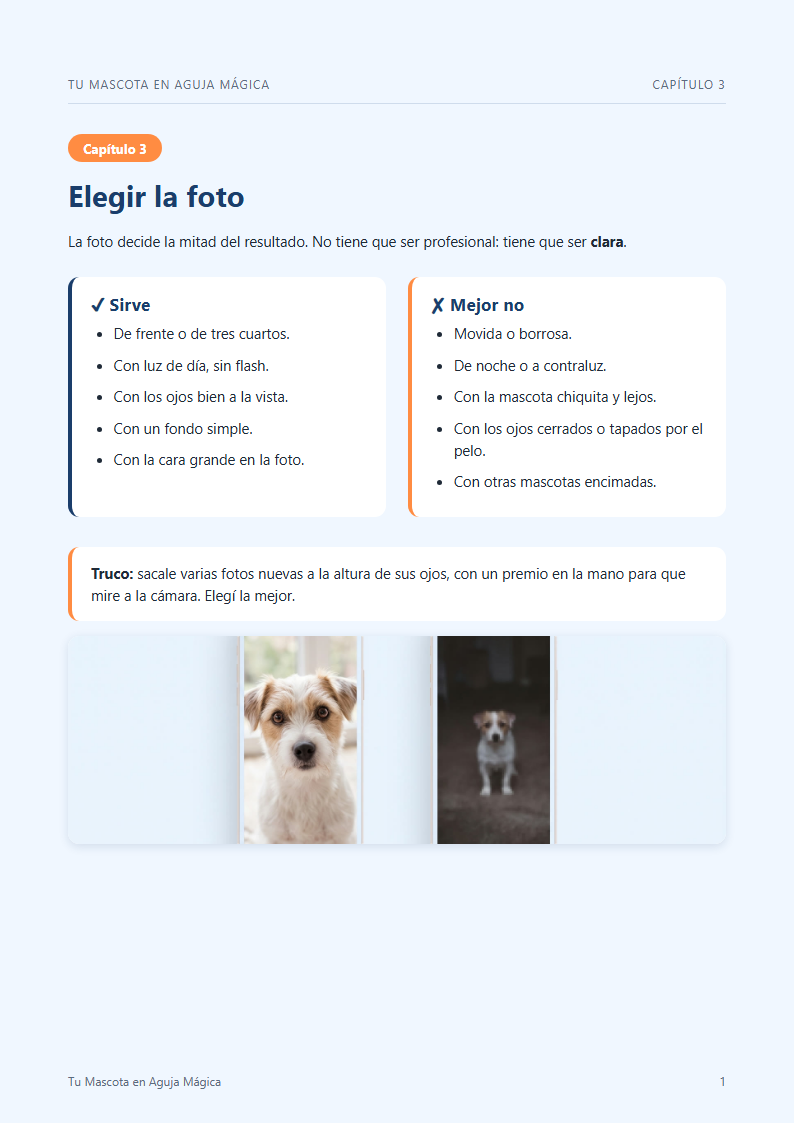 TU MASCOTA EN AGUJA MÁGICA
CAPÍTULO 3
Capítulo 3
Elegir la foto
La foto decide la mitad del resultado. No tiene que ser profesional: tiene que ser clara.
✔ Sirve
• De frente o de tres cuartos.
• Con luz de día, sin flash.
• Con los ojos bien a la vista.
• Con un fondo simple.
• Con la cara grande en la foto.
✗ Mejor no
• Movida o borrosa.
• De noche o a contraluz.
• Con la mascota chiquita y lejos.
• Con los ojos cerrados o tapados por el
pelo.
• Con otras mascotas encimadas.
Truco: sacale varias fotos nuevas a la altura de sus ojos, con un premio en la mano para que
mire a la cámara. Elegí la mejor.
Tu Mascota en Aguja Mágica
1